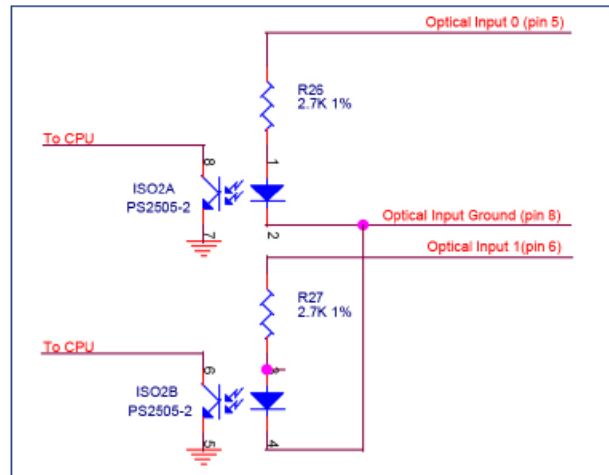 Optical Input 0 (pin 5)
R26
2.7K 1%
To CPU
8
1
ISO2A
PS2505-2
7
2
Optical Input Ground (pin 8)
Optical Input 1(pin 6)
R27
2.7K 1%
To CPU
6
3
ISO2B
PS2505-2
5
4